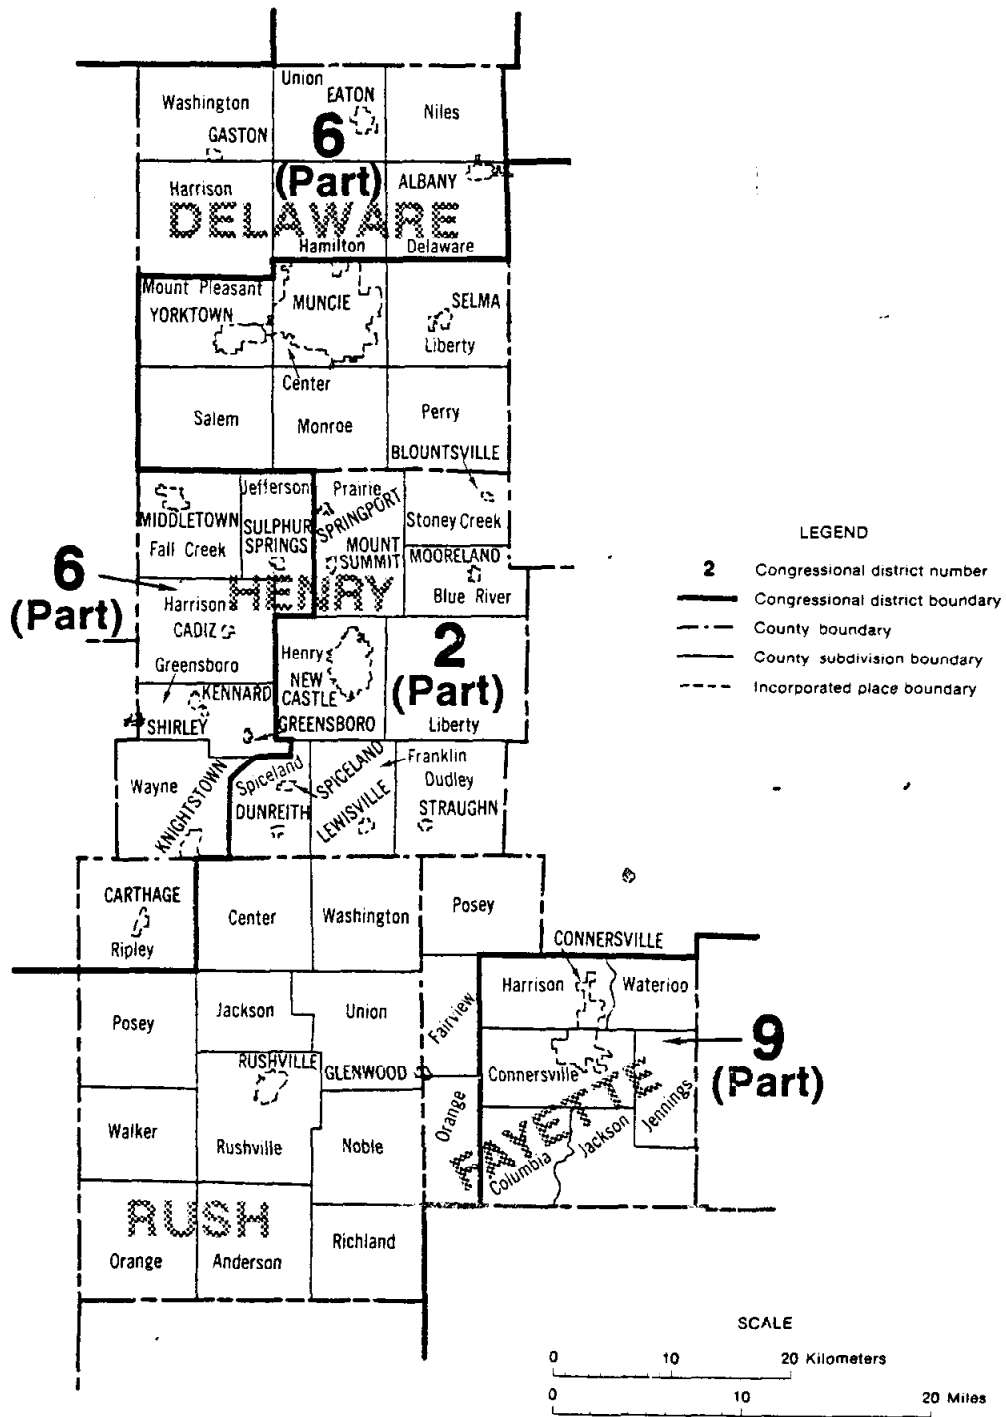 Union
Washington
EATON
Niles
GASTON
6
(Part)
ALBANY
Harrison
DELAWARE
Hamilton
Delaware
Mount Pleasant
YORKTOWN
MUNCIE
SELMA
Liberty
Center
Salem
Monroe
Perry
BLOUNTSVILLE
Jefferson
Prairie
MIDDLETOWN
SULPHUR
SPRINGS
SPRINGPORT
Stoney Creek
Fall Creek
MOUNT
SUMMIT
MOORELAND
Blue River
6
(Part)
HENRY
Harrison
CADIZ
Greensboro
Henry
NEW
CASTLE
2
(Part)
KENNARD
SHIRLEY
GREENSBORO
Liberty
Wayne
KNIGHTSTOWN
Spiceland
SPICELAND
Franklin
Dudley
DUNREITH
LEWISVILLE
STRAUGHN
CARTHAGE
Ripley
Center
Washington
Posey
CONNERSVILLE
Harrison
Waterloo
Posey
Jackson
Union
Fairview
RUSHVILLE
GLENWOOD
Connersville
9
(Part)
Walker
Rushville
Noble
Orange
FAYETTE
Columbia
Jackson
Jennings
RUSH
Orange
Anderson
Richland
LEGEND
2 Congressional district number
Congressional district boundary
County boundary
County subdivision boundary
Incorporated place boundary
SCALE
0 10 20 Kilometers
0 10 20 Miles